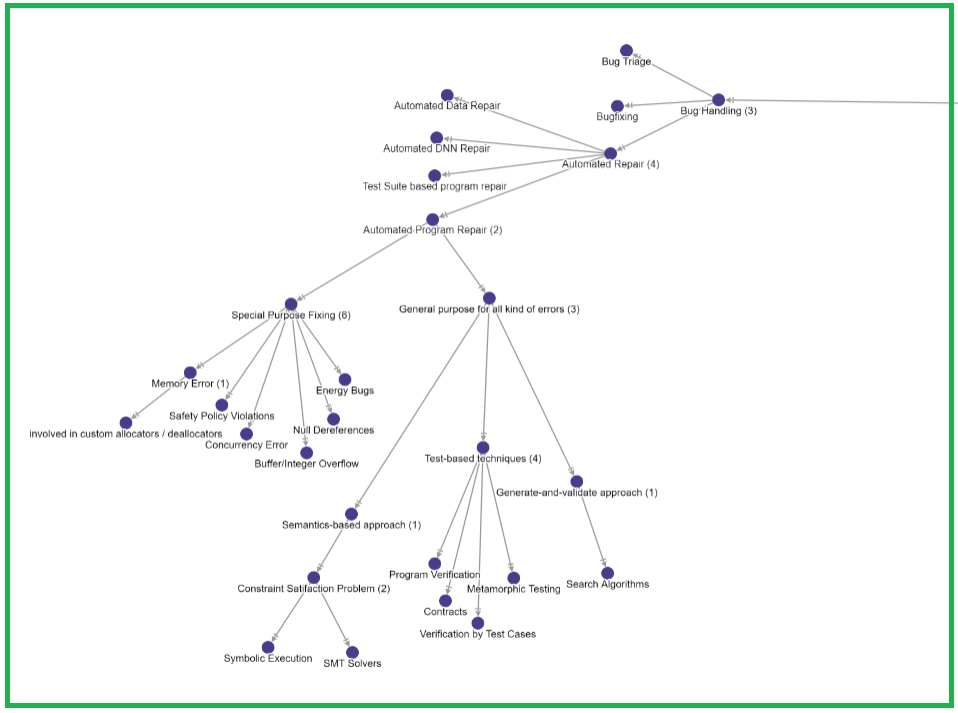 Bug Triage
Automated Data Repair
Bugfixing
Bug Handling (3)
Automated DNN Repair
Automated Repair (4)
Test Suite based program repair
Automated Program Repair (2)
Special Purpose Fixing (6)
General purpose for all kind of errors (3)
Memory Error (1)
Energy Bugs
Safety Policy Violations
Null Dereferences
involved in custom allocators / deallocators
Concurrency Error
Buffer/Integer Overflow
Test-based techniques (4)
Generate-and-validate approach (1)
Semantics-based approach (1)
Program Verification
Search Algorithms
Constraint Satifaction Problem (2)
Metamorphic Testing
Contracts
Verification by Test Cases
Symbolic Execution
SMT Solvers